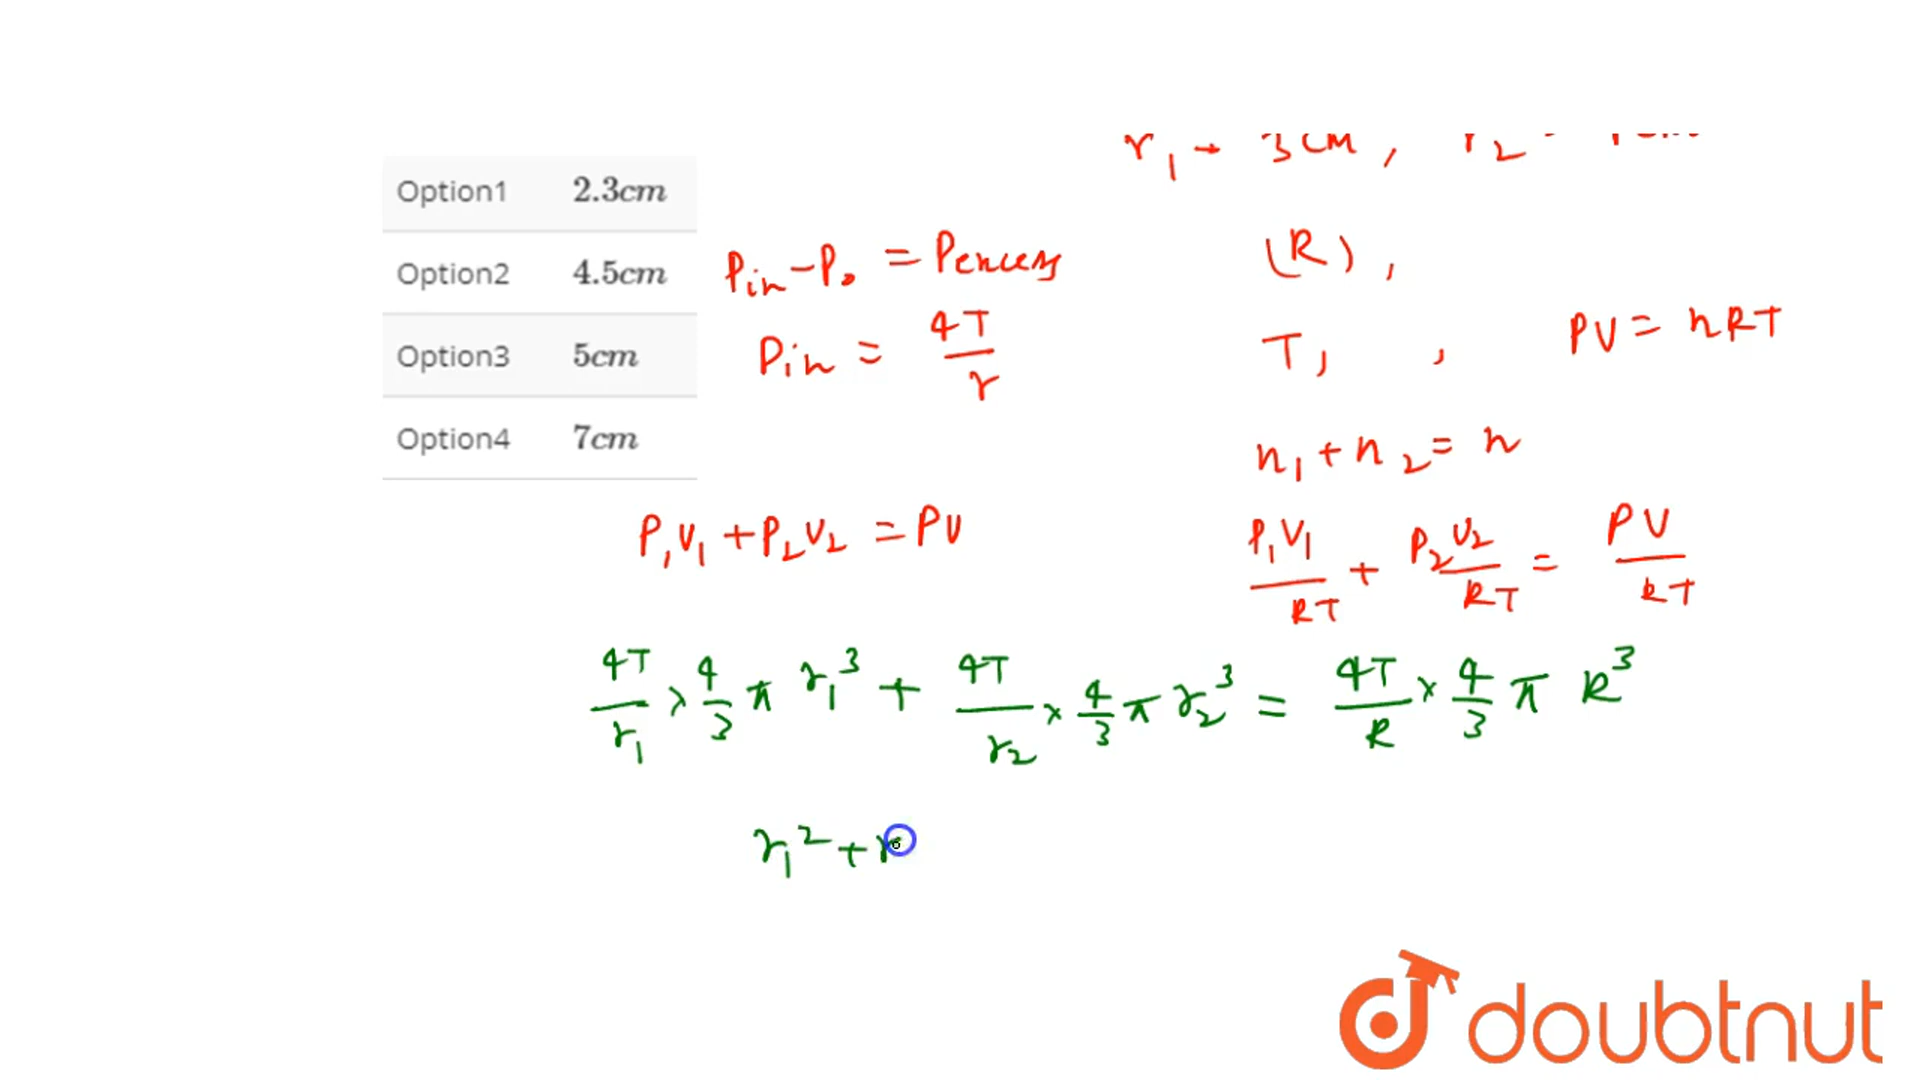 r₁ → 3cm, r₂
Option1 2.3cm
Option2 4.5cm
Option3 5cm
Option4 7cm
Pin - P₀ = Pexcess
Pin = 4T/r
(R),
T, ,
PV = nRT
n₁ + n₂ = n
P₁V₁ + P₂V₂ = PV
P₁V₁/RT + P₂V₂/RT = PV/RT
4T/r₁ × 4/3 π r₁³ + 4T/r₂ × 4/3 π r₂³ = 4T/R × 4/3 π R³
r₁² + r
doubtnut